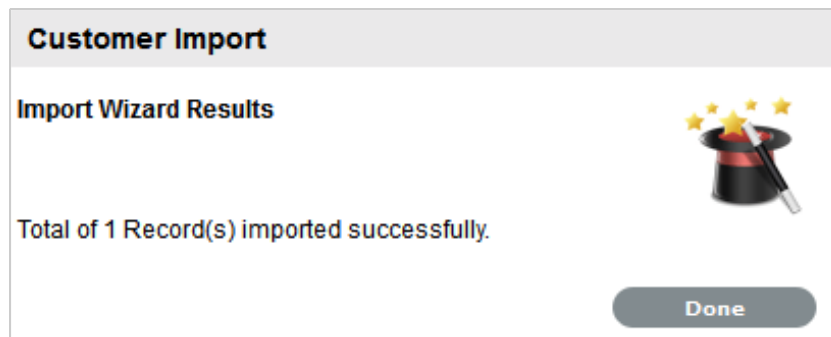 Customer Import
Import Wizard Results
Total of 1 Record(s) imported successfully.
Done